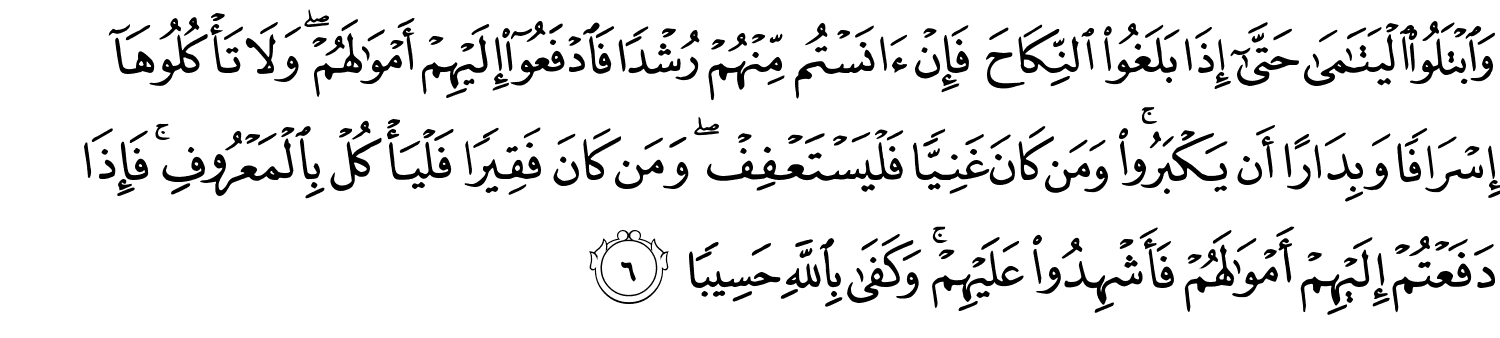 وَٱبْتَلُوا۟ ٱلْيَتَـٰمَىٰ حَتَّىٰٓ إِذَا بَلَغُوا۟ ٱلنِّكَاحَ فَإِنْ ءَانَسْتُم مِّنْهُمْ رُشْدًا فَٱدْفَعُوٓا۟ إِلَيْهِمْ أَمْوَٰلَهُمْ ۖ وَلَا تَأْكُلُوهَآ
إِسْرَافًا وَبِدَارًا أَن يَكْبَرُوا۟ ۚ وَمَن كَانَ غَنِيًّا فَلْيَسْتَعْفِفْ ۖ وَمَن كَانَ فَقِيرًا فَلْيَأْكُلْ بِٱلْمَعْرُوفِ ۚ فَإِذَا
دَفَعْتُمْ إِلَيْهِمْ أَمْوَٰلَهُمْ فَأَشْهِدُوا۟ عَلَيْهِمْ ۚ وَكَفَىٰ بِٱللَّهِ حَسِيبًا ٦